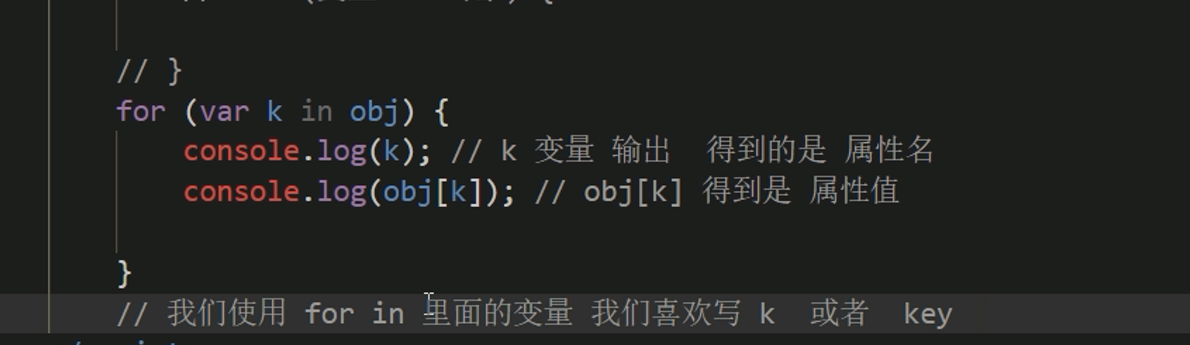 // }
for (var k in obj) {
console.log(k); // k 变量 输出 得到的是 属性名
console.log(obj[k]); // obj[k] 得到是 属性值
}
// 我们使用 for in 里面的变量 我们喜欢写 k 或者 key